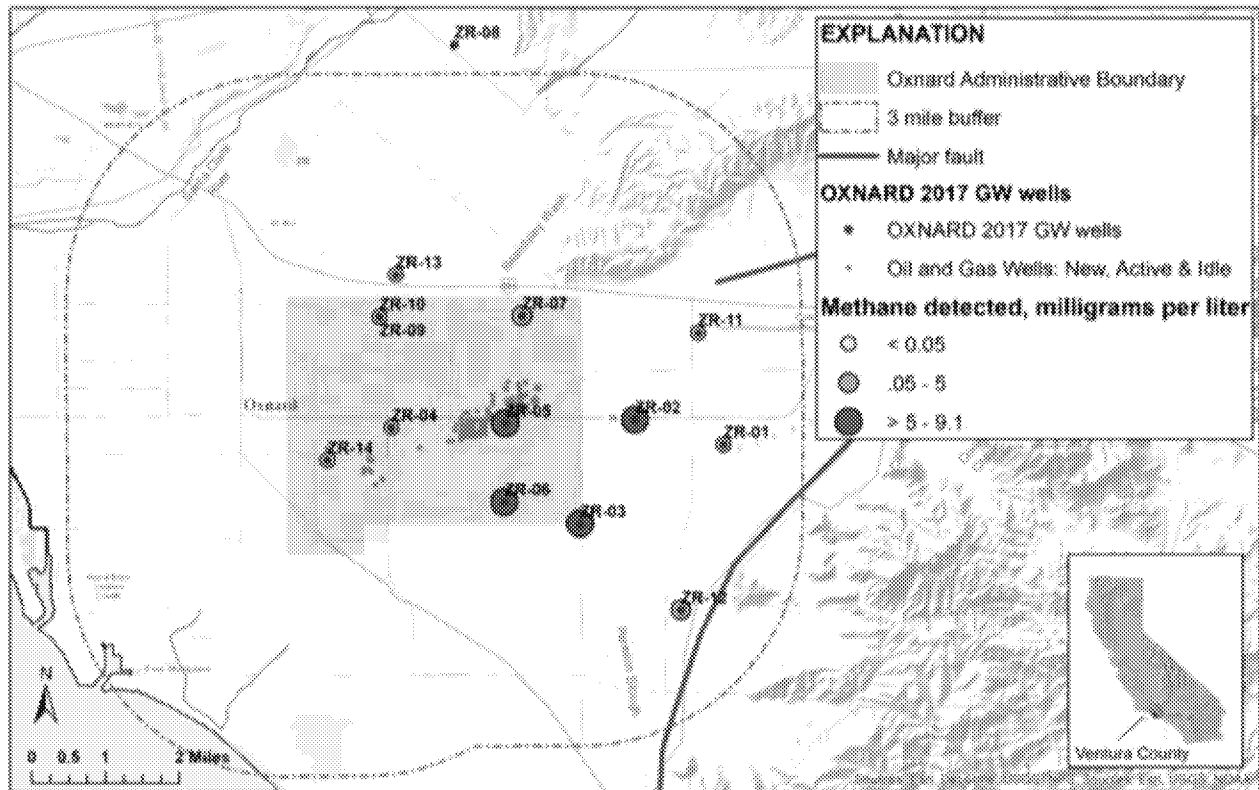 ZR-08
EXPLANATION
Oxnard Administrative Boundary
3 mile buffer
Major fault
OXNARD 2017 GW wells
OXNARD 2017 GW wells
Oil and Gas Wells: New, Active & Idle
Methane detected, milligrams per liter
< 0.05
.05 - 5
> 5 - 9.1
ZR-13
ZR-10
ZR-09
ZR-07
ZR-11
Oxnard
ZR-04
ZR-05
ZR-02
ZR-01
ZR-14
ZR-06
ZR-03
ZR-12
N
0 0.5 1 2 Miles
Ventura County